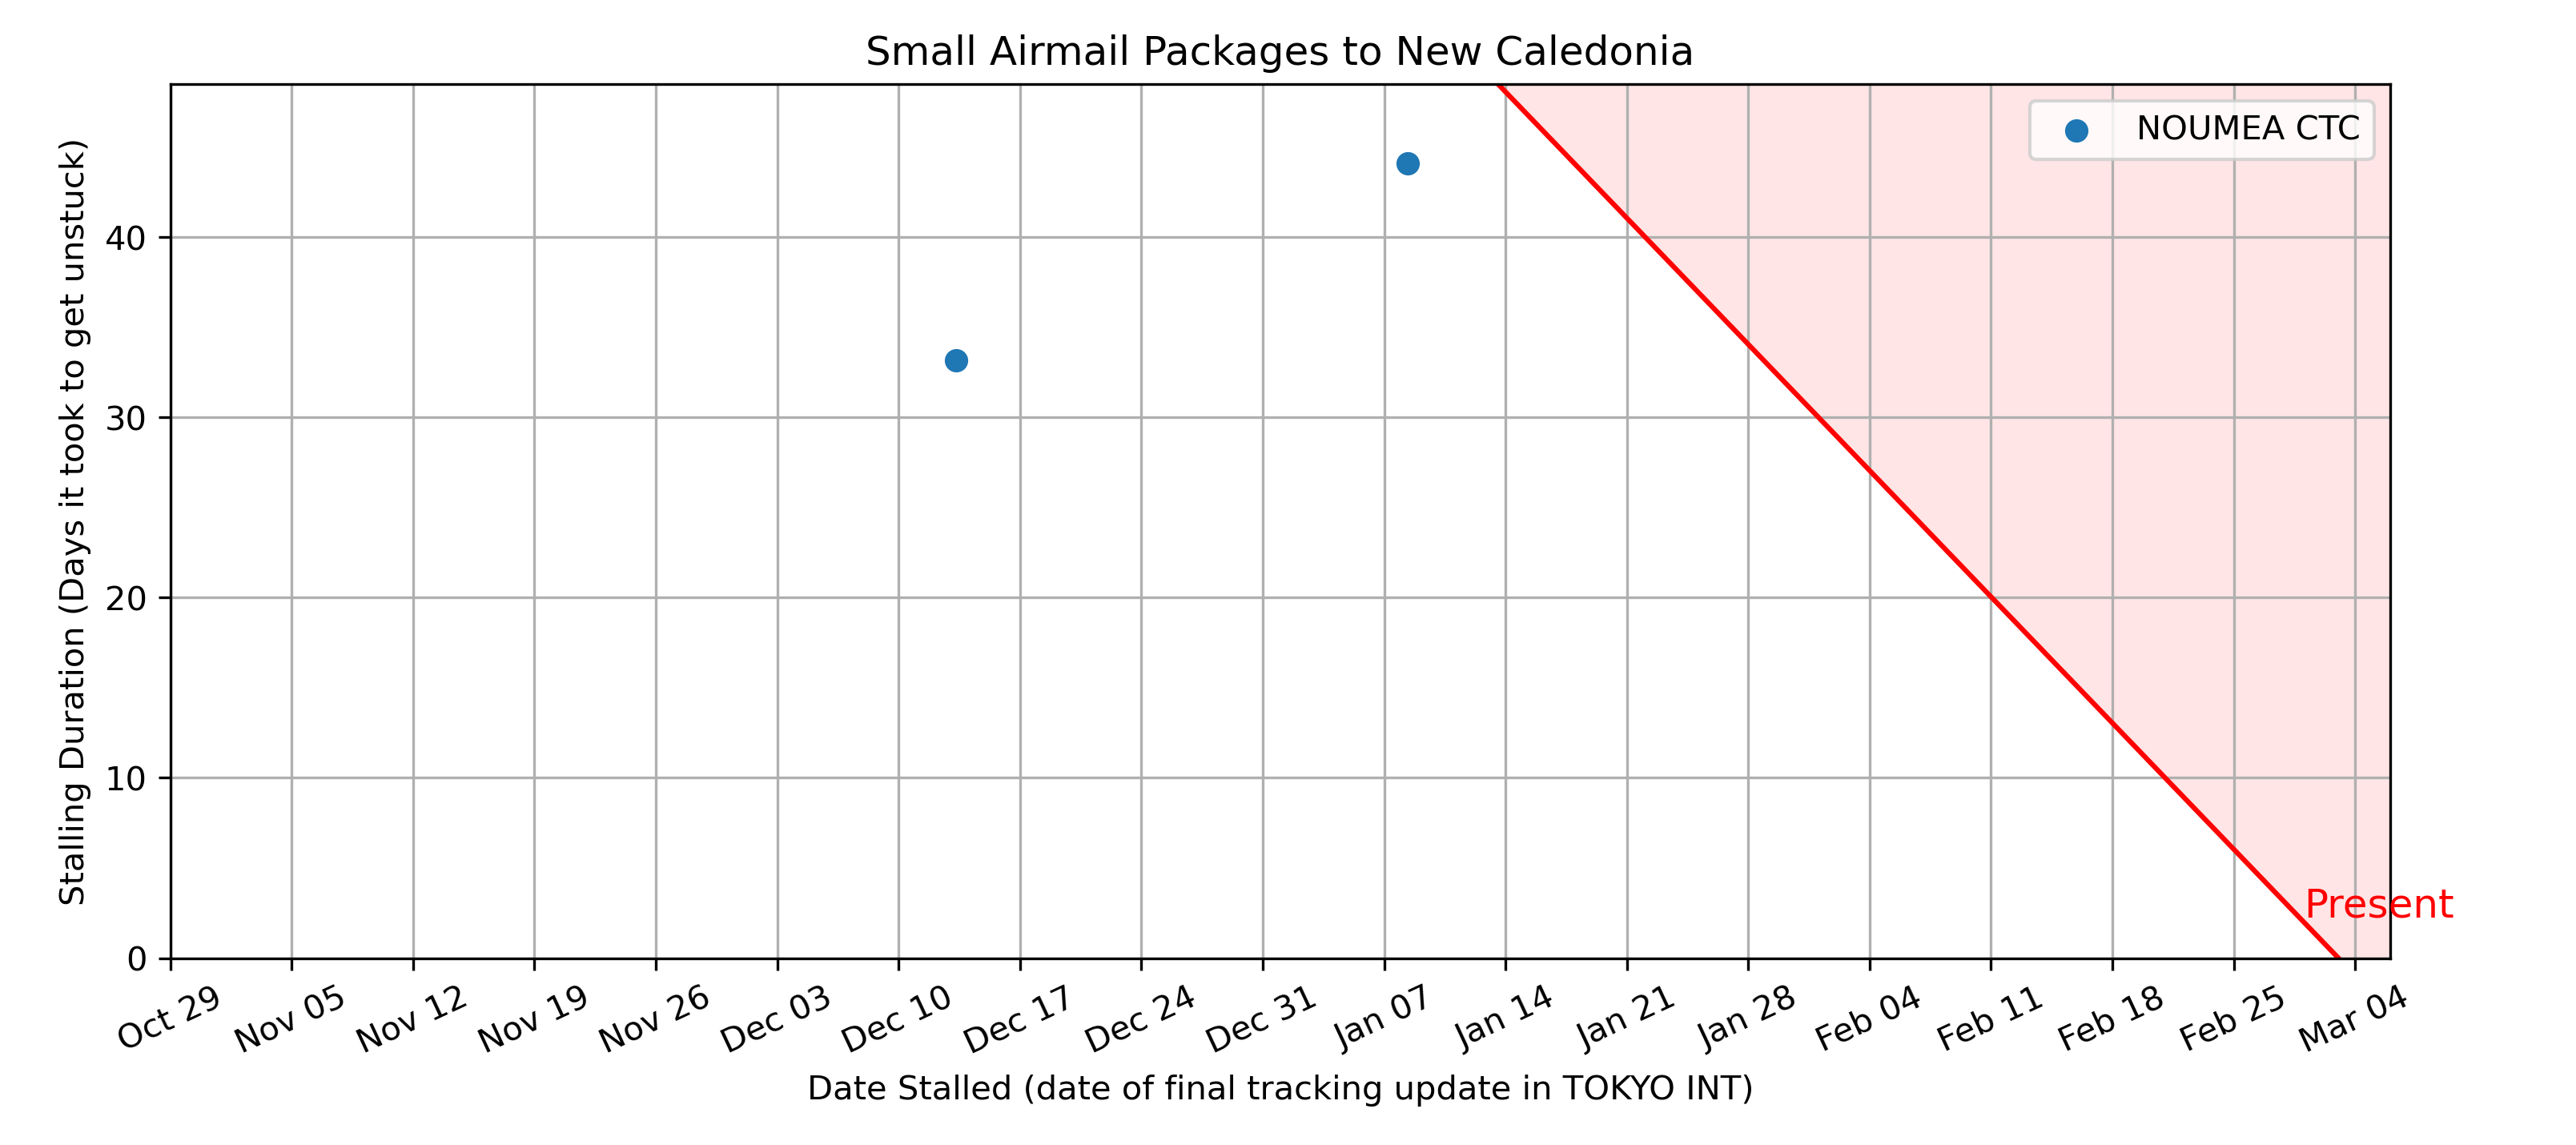 Small Airmail Packages to New Caledonia
NOUMEA CTC
Stalling Duration (Days it took to get unstuck)
40
30
20
10
0
Present
Oct 29
Nov 05
Nov 12
Nov 19
Nov 26
Dec 03
Dec 10
Dec 17
Dec 24
Dec 31
Jan 07
Jan 14
Jan 21
Jan 28
Feb 04
Feb 11
Feb 18
Feb 25
Mar 04
Date Stalled (date of final tracking update in TOKYO INT)